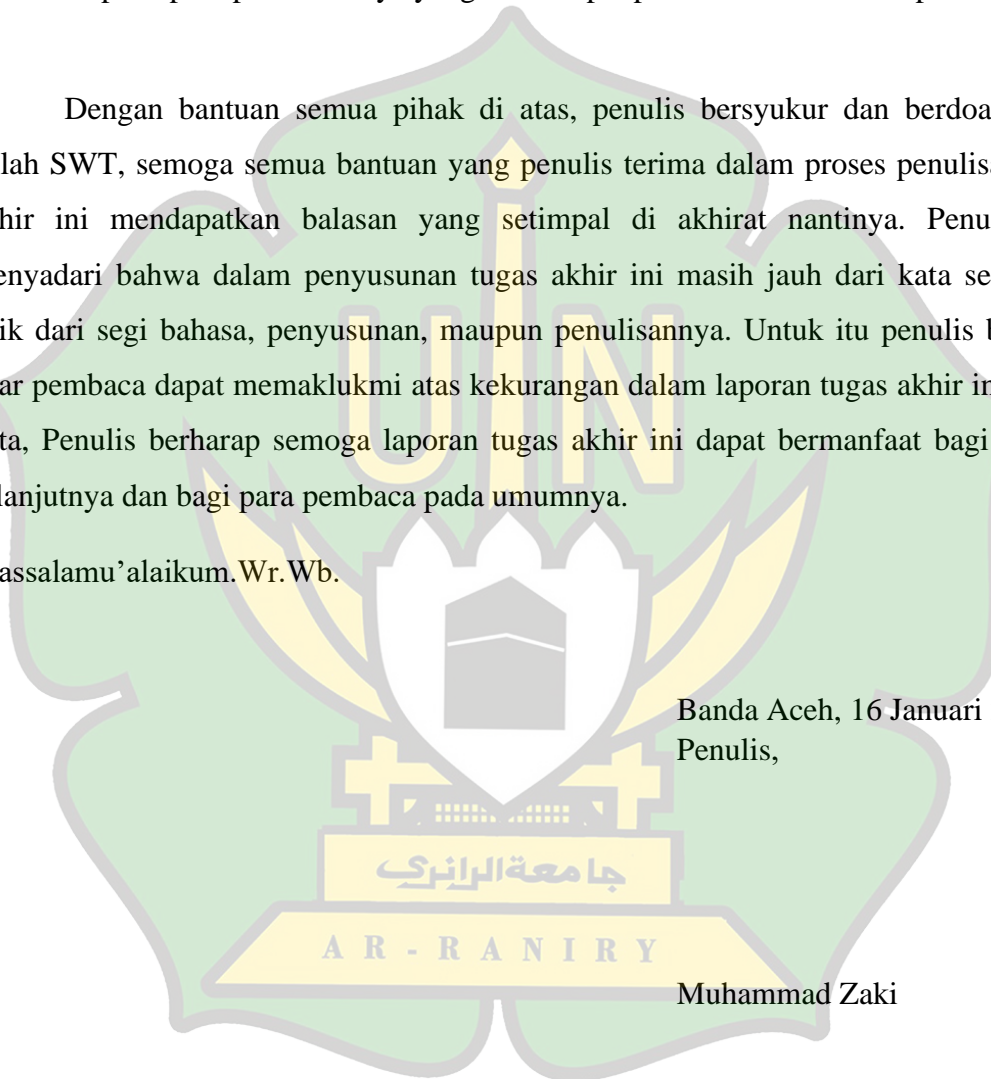 Dengan bantuan semua pihak di atas, penulis bersyukur dan berdoa
lah SWT, semoga semua bantuan yang penulis terima dalam proses penulis
hir ini mendapatkan balasan yang setimpal di akhirat nantinya. Penu
enyadari bahwa dalam penyusunan tugas akhir ini masih jauh dari kata se
ik dari segi bahasa, penyusunan, maupun penulisannya. Untuk itu penulis b
ar pembaca dapat memaklukmi atas kekurangan dalam laporan tugas akhir in
ta, Penulis berharap semoga laporan tugas akhir ini dapat bermanfaat bagi
lanjutnya dan bagi para pembaca pada umumnya.
assalamu’alaikum.Wr.Wb.
UIN
Banda Aceh, 16 Januari
Penulis,
جامعة الرانري
AR-RANIRY
Muhammad Zaki